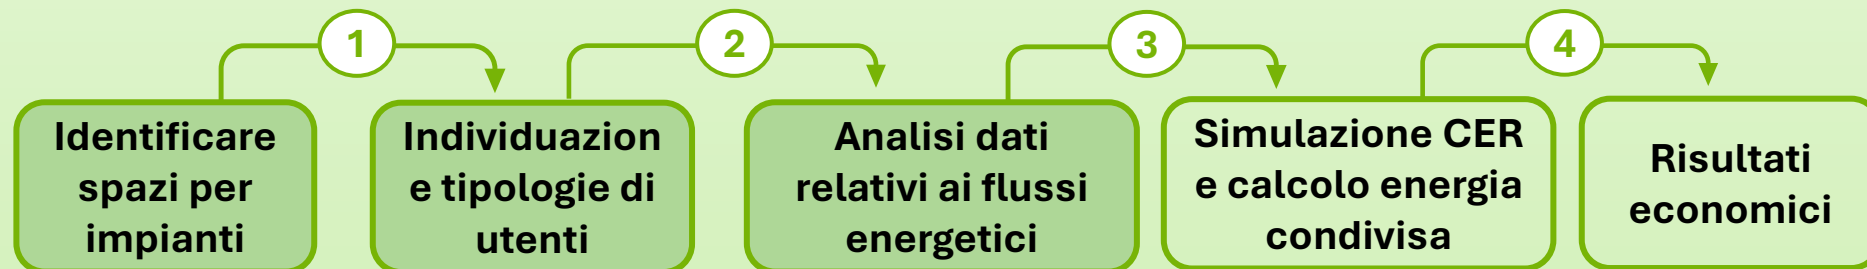 1
2
3
4
Identificare
spazi per
impianti
Individuazion
e tipologie di
utenti
Analisi dati
relativi ai flussi
energetici
Simulazione CER
e calcolo energia
condivisa
Risultati
economici